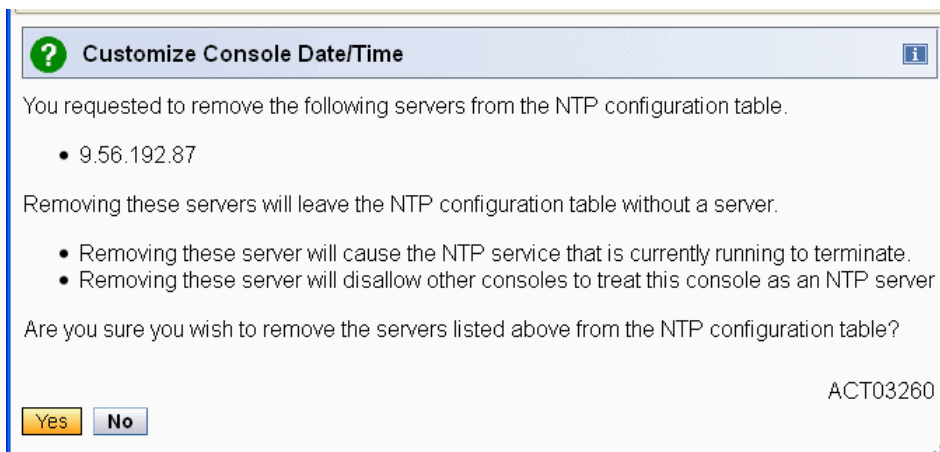 Customize Console Date/Time
You requested to remove the following servers from the NTP configuration table.
• 9.56.192.87
Removing these servers will leave the NTP configuration table without a server.
• Removing these server will cause the NTP service that is currently running to terminate.
• Removing these server will disallow other consoles to treat this console as an NTP server
Are you sure you wish to remove the servers listed above from the NTP configuration table?
ACT03260
Yes No